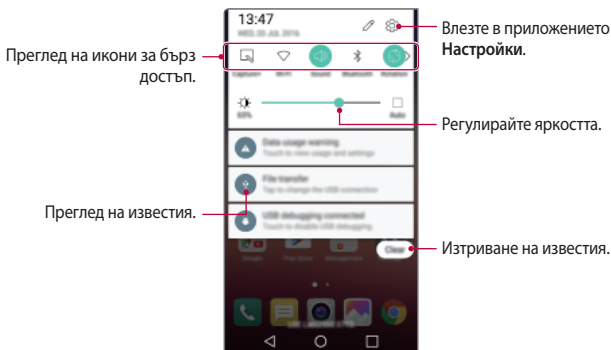 13:47
WED, 20 JUL, 2016
Влезте в приложението
Настройки.
Преглед на икони за бърз
достъп.
Capture+ Wi-Fi Sound Bluetooth Rotation
65% Auto
Регулирайте яркостта.
Data usage warning
Touch to view usage and settings
File transfer
Tap to change the USB connection
Преглед на известия.
USB debugging connected
Touch to disable USB debugging.
Clear
Изтриване на известия.
Google Play Store Management